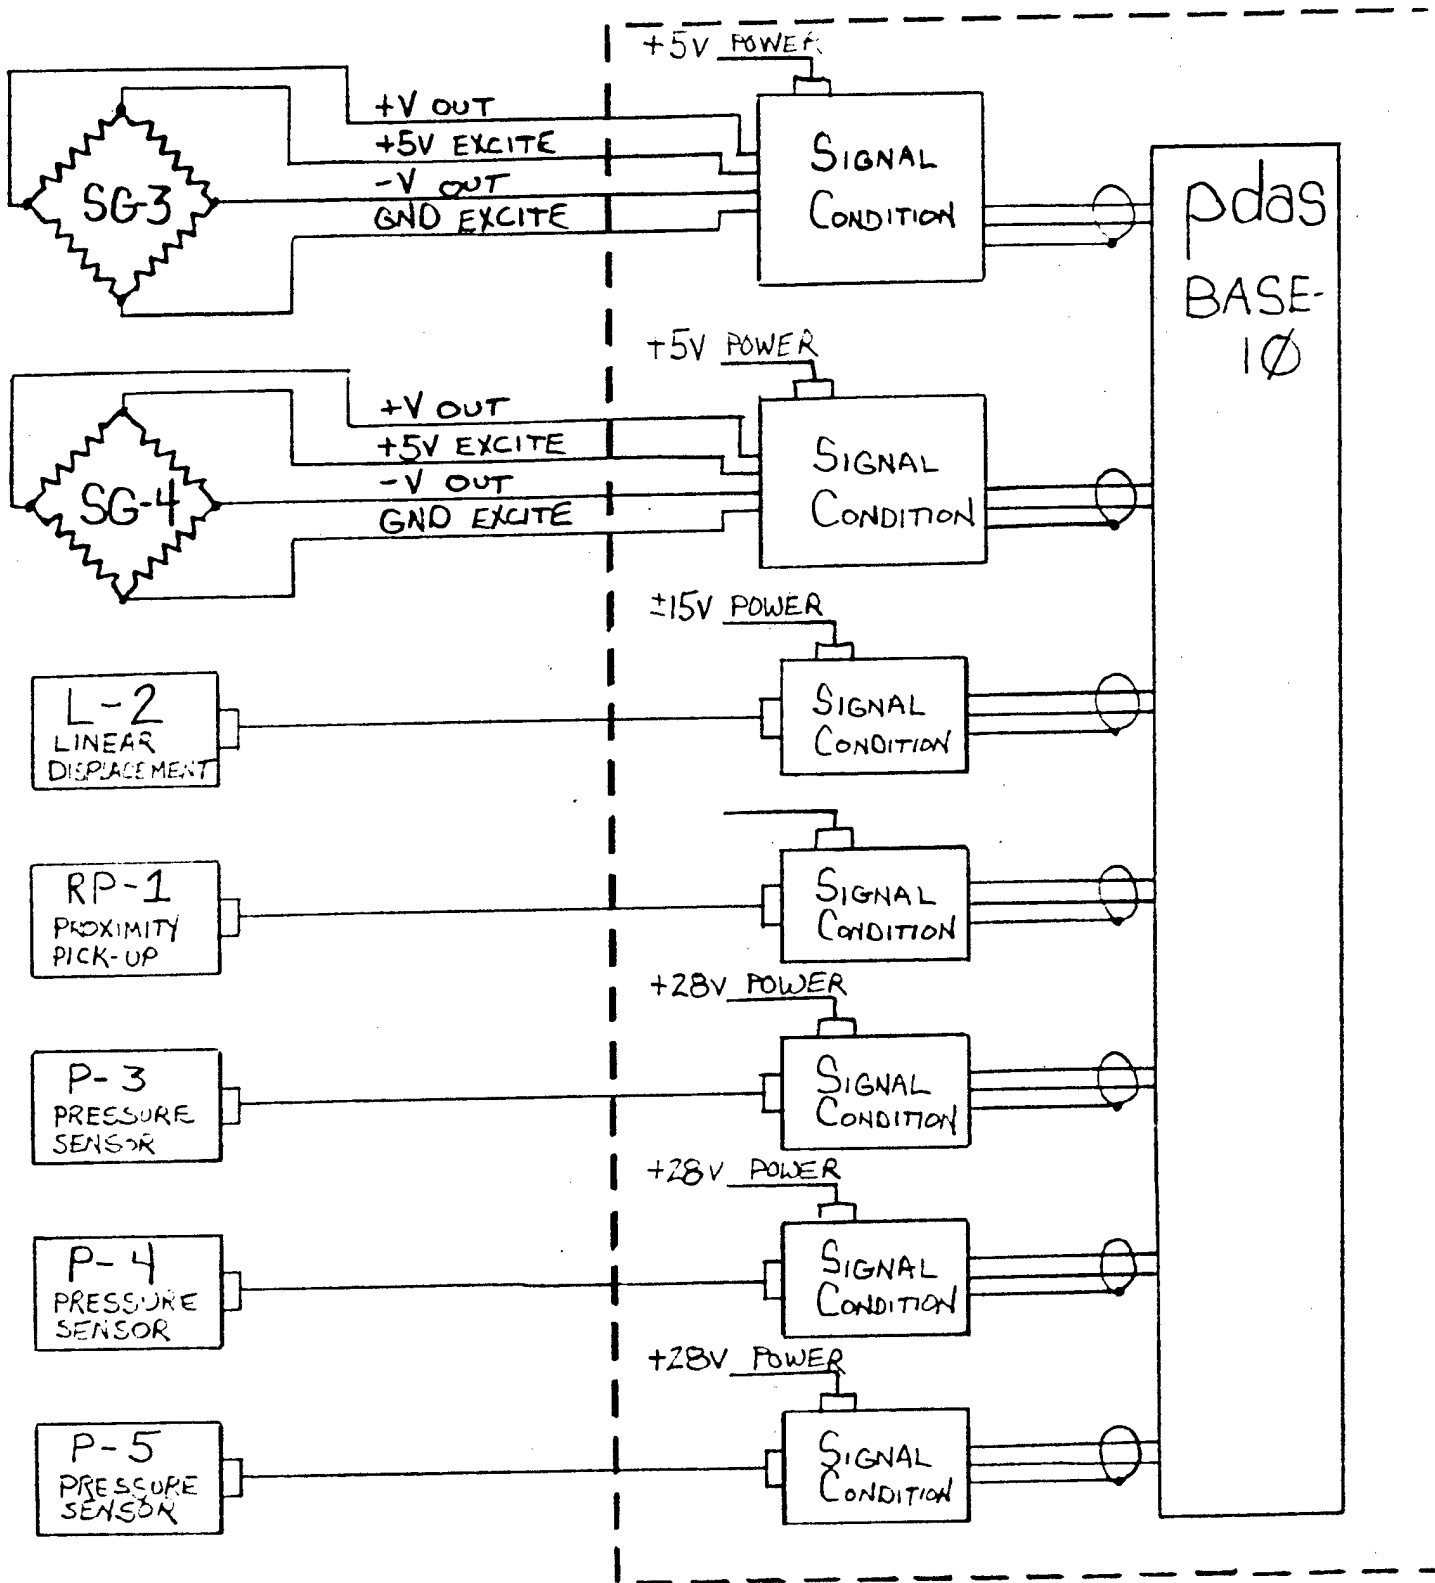 +5V POWER
+V OUT
+5V EXCITE
-V OUT
GND EXCITE
SG-3
SIGNAL
CONDITION
pdas
BASE-
1Ø
+5V POWER
+V OUT
+5V EXCITE
-V OUT
GND EXCITE
SG-4
SIGNAL
CONDITION
±15V POWER
L-2
LINEAR
DISPLACEMENT
SIGNAL
CONDITION
RP-1
PROXIMITY
PICK-UP
SIGNAL
CONDITION
+28V POWER
P-3
PRESSURE
SENSOR
SIGNAL
CONDITION
+28V POWER
P-4
PRESSURE
SENSOR
SIGNAL
CONDITION
+28V POWER
P-5
PRESSURE
SENSOR
SIGNAL
CONDITION